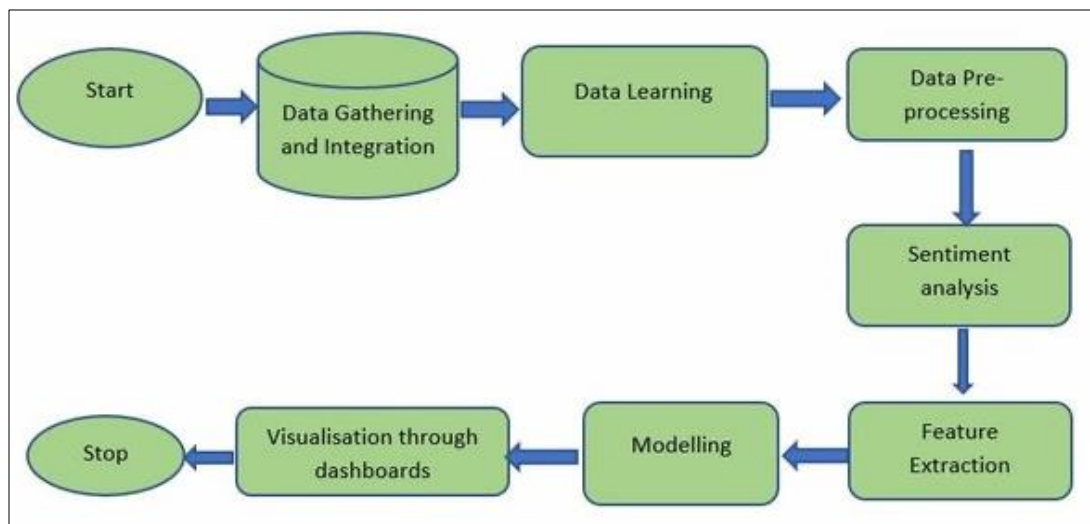 Start
Data Gathering
and Integration
Data Learning
Data Pre-
processing
Sentiment
analysis
Feature
Extraction
Modelling
Visualisation through
dashboards
Stop